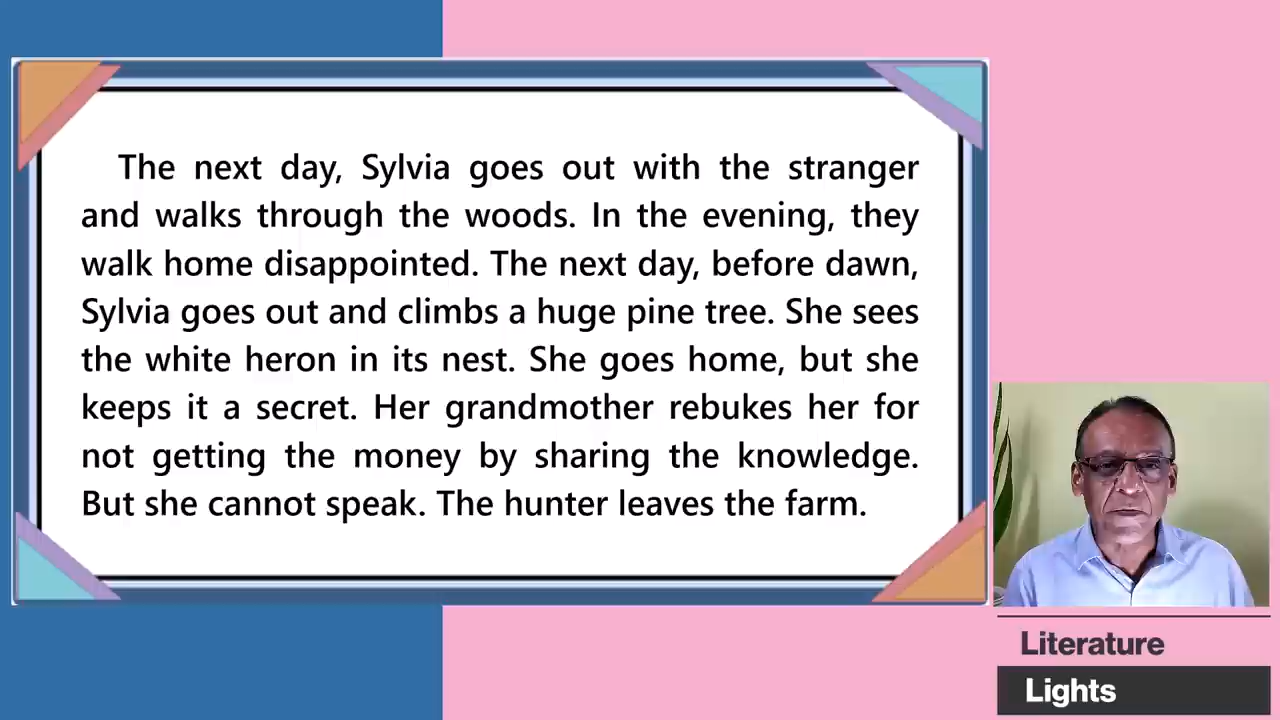 The next day, Sylvia goes out with the stranger
and walks through the woods. In the evening, they
walk home disappointed. The next day, before dawn,
Sylvia goes out and climbs a huge pine tree. She sees
the white heron in its nest. She goes home, but she
keeps it a secret. Her grandmother rebukes her for
not getting the money by sharing the knowledge.
But she cannot speak. The hunter leaves the farm.
Literature
Lights